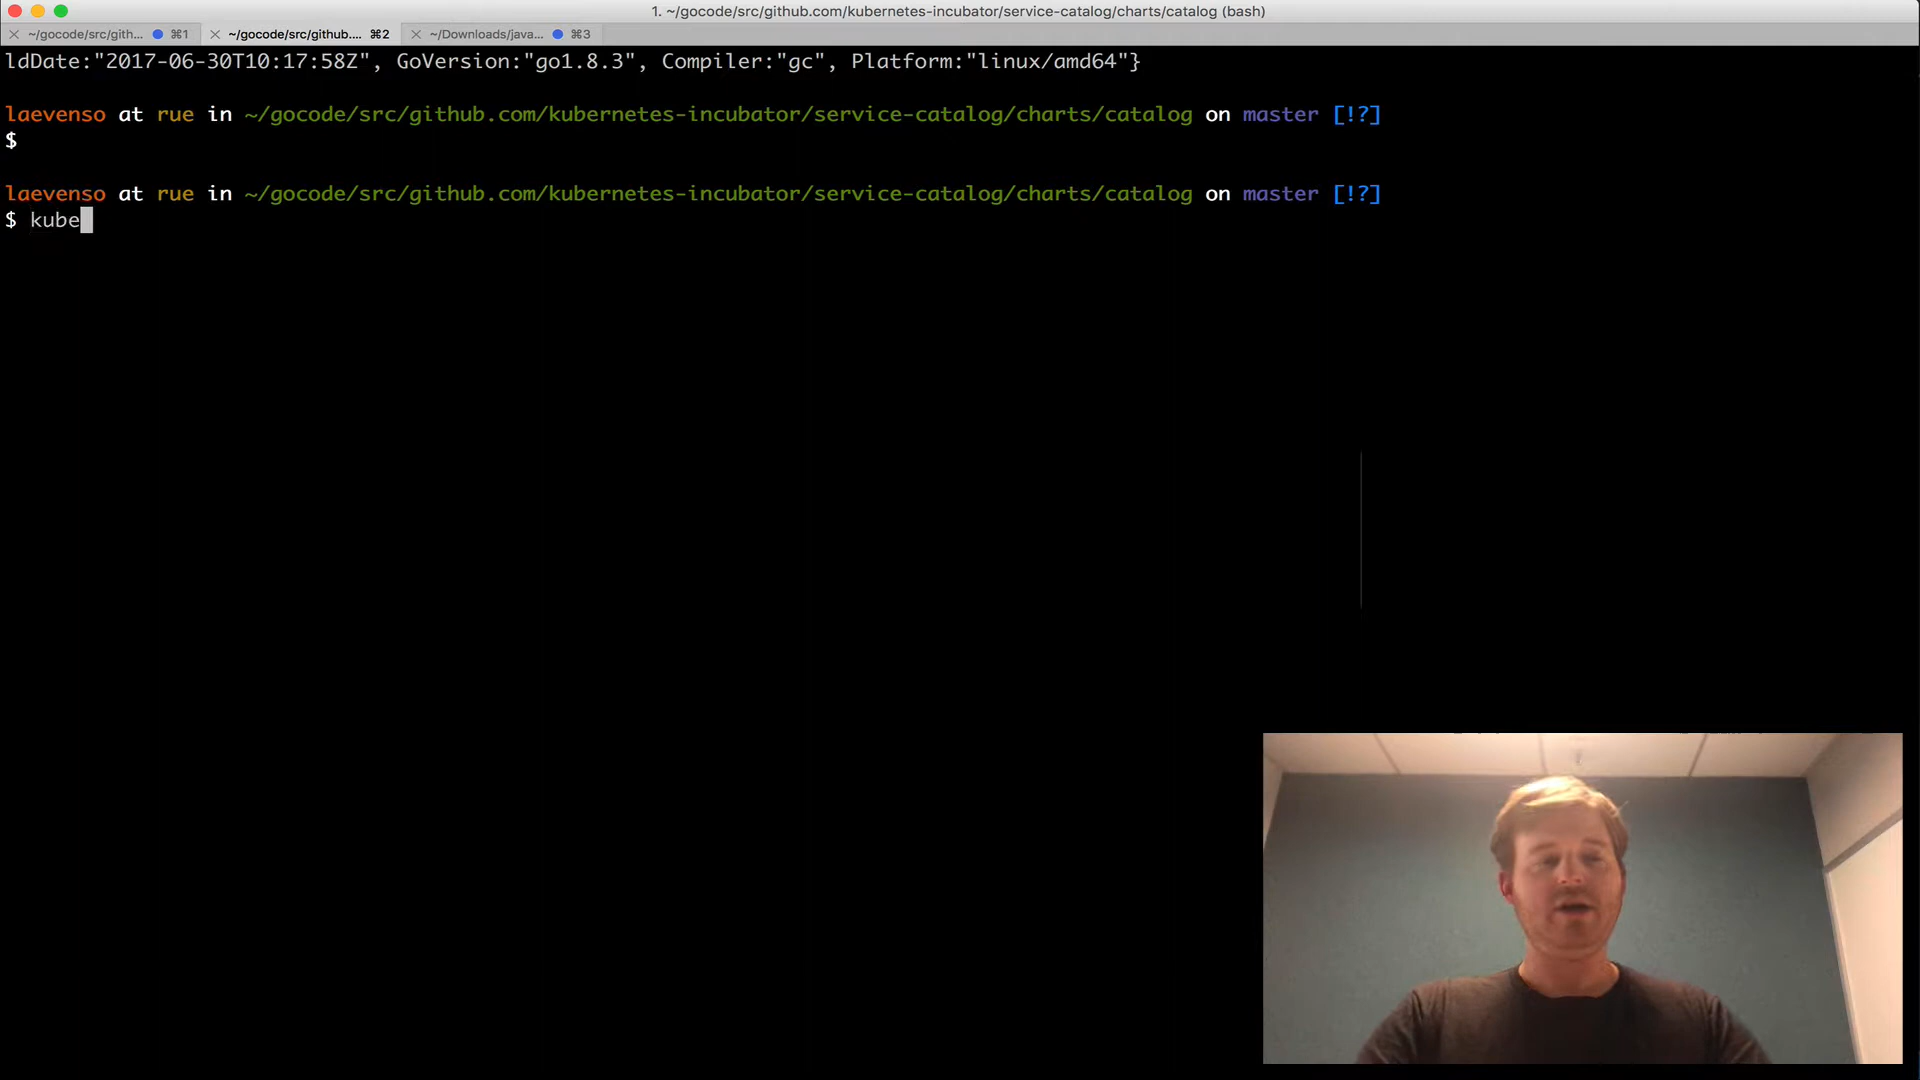 1. ~/gocode/src/github.com/kubernetes-incubator/service-catalog/charts/catalog (bash)
~/gocode/src/gith... ⌘1 ~/gocode/src/github.... ⌘2 ~/Downloads/java... ⌘3
ldDate:"2017-06-30T10:17:58Z", GoVersion:"go1.8.3", Compiler:"gc", Platform:"linux/amd64"}
laevenso at rue in ~/gocode/src/github.com/kubernetes-incubator/service-catalog/charts/catalog on master [!?]
$
laevenso at rue in ~/gocode/src/github.com/kubernetes-incubator/service-catalog/charts/catalog on master [!?]
$ kube